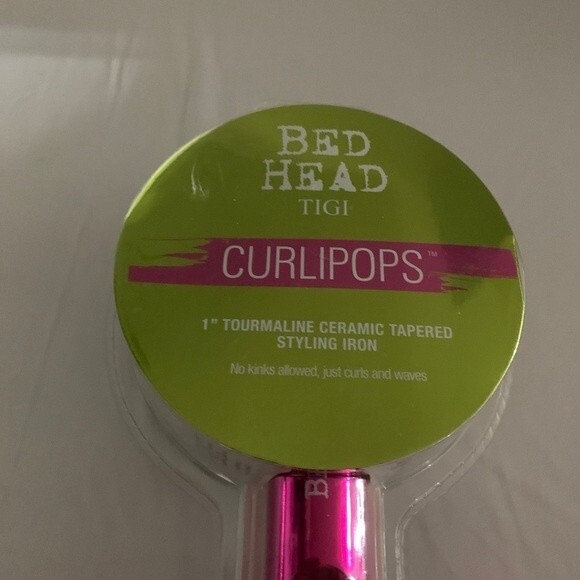 BED
HEAD
TIGI
CURLIPOPS™
1" TOURMALINE CERAMIC TAPERED
STYLING IRON
No kinks allowed, just curls and waves